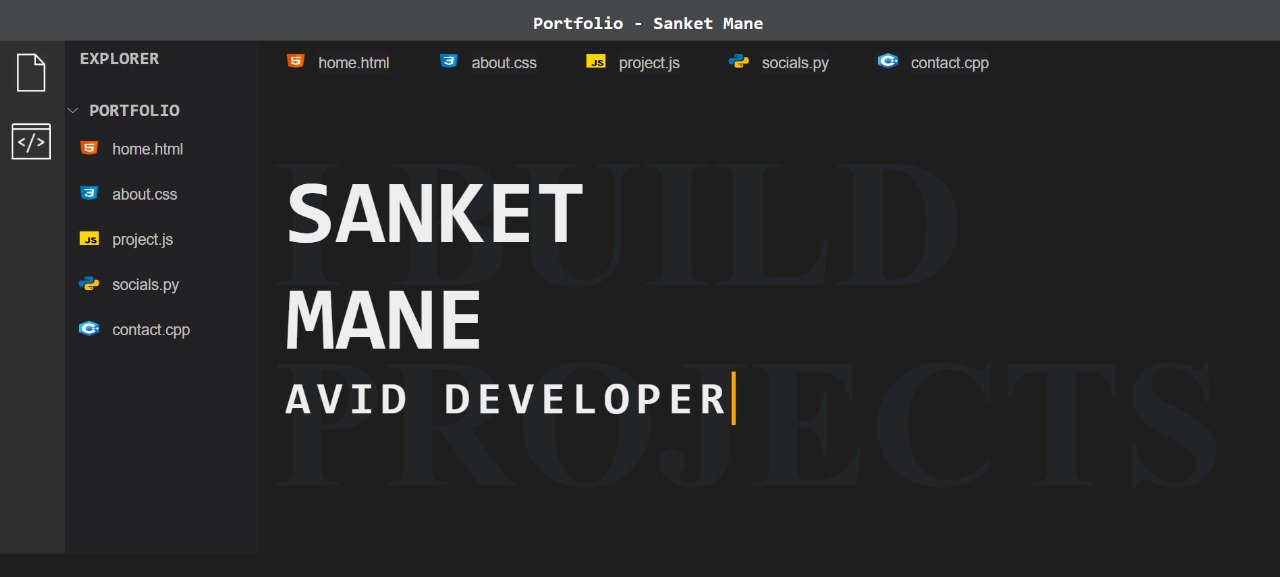 Portfolio - Sanket Mane
EXPLORER
PORTFOLIO
home.html
about.css
project.js
socials.py
contact.cpp
home.html
about.css
project.js
socials.py
contact.cpp
I BUILD
PROJECTS
SANKET
MANE
AVID DEVELOPER